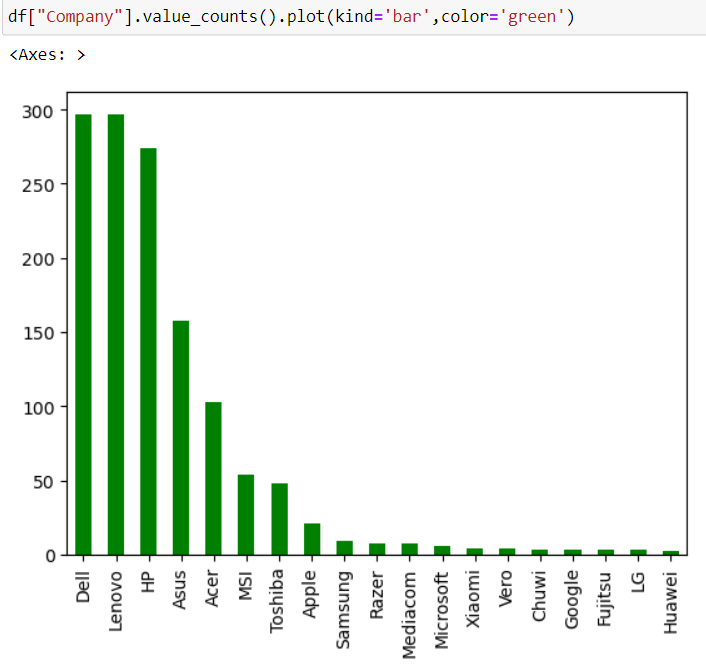 df["Company"].value_counts().plot(kind='bar',color='green')
<Axes: >
300
250
200
150
100
50
0
Dell
Lenovo
HP
Asus
Acer
MSI
Toshiba
Apple
Samsung
Razer
Mediacom
Microsoft
Xiaomi
Vero
Chuwi
Google
Fujitsu
LG
Huawei